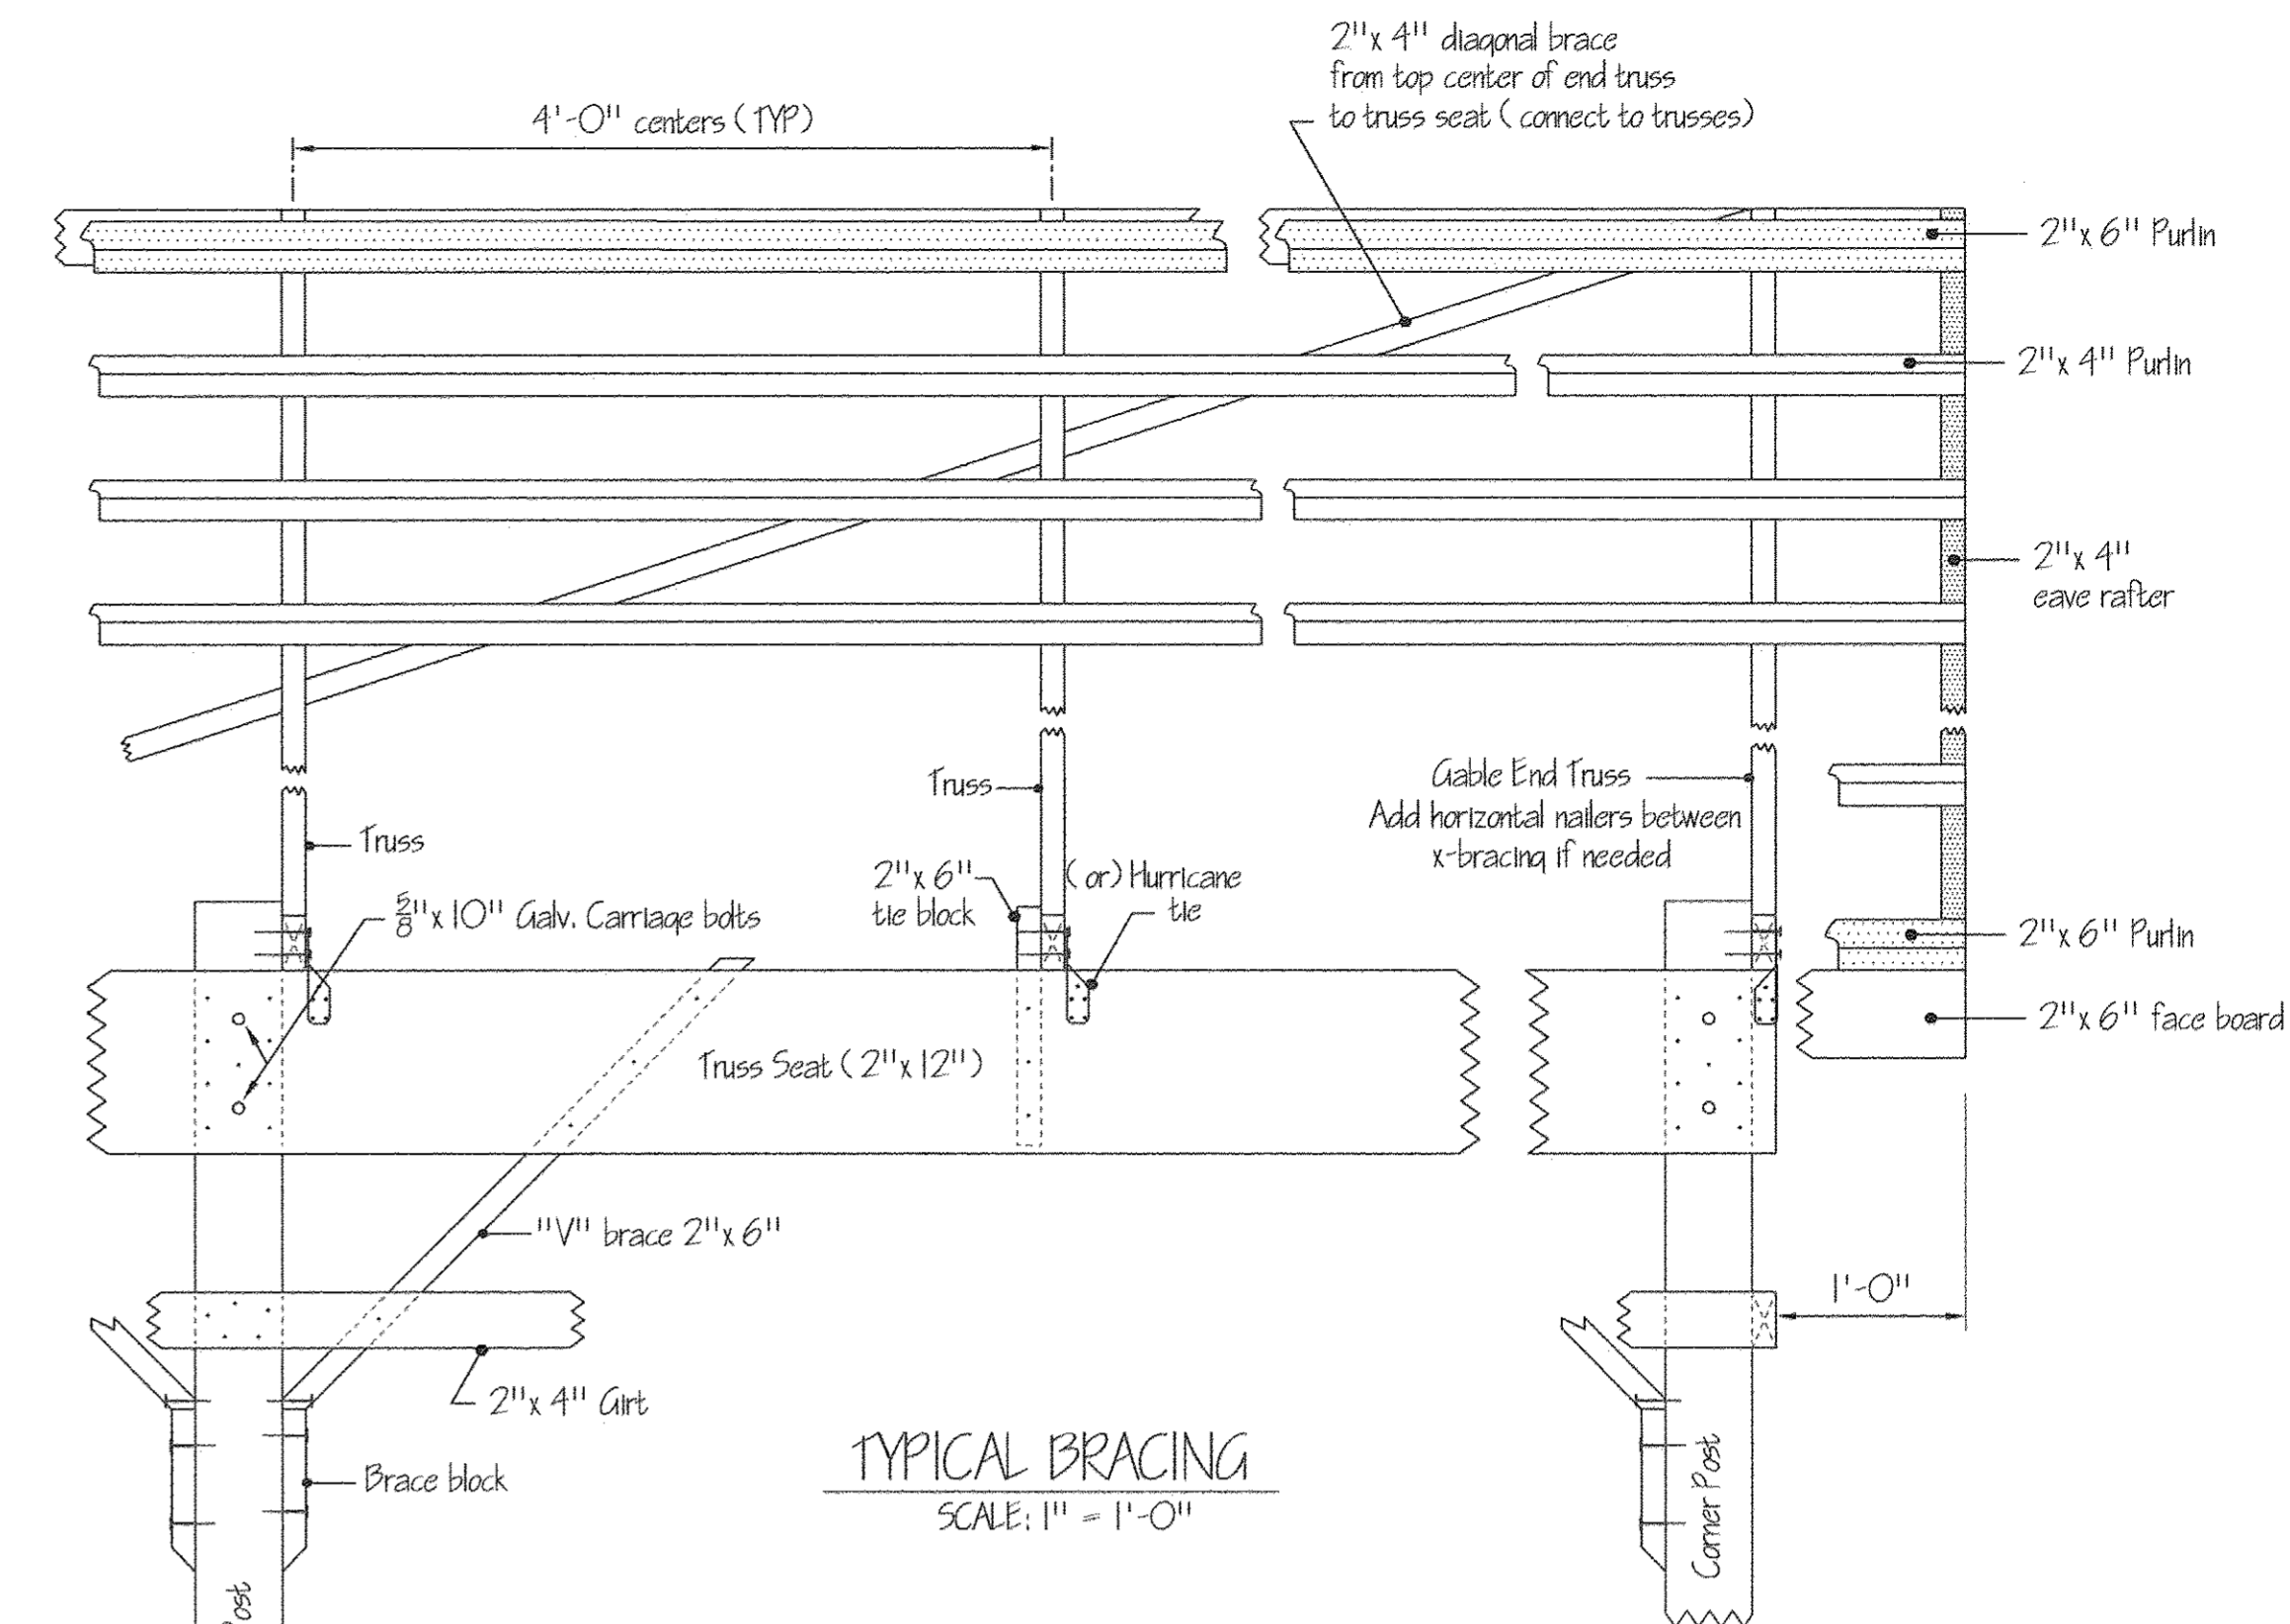 2"x 4" diagonal brace
from top center of end truss
to truss seat ( connect to trusses)
4'-0" centers ( TYP)
2"x 6" Purlin
2"x 4" Purlin
2"x 4"
eave rafter
Truss
Gable End Truss
Add horizontal nailers between
x-bracing if needed
Truss
2"x 6"
tie block
( or) Hurricane
tie
5/8"x 10" Galv. Carriage bolts
2"x 6" Purlin
2"x 6" face board
Truss Seat ( 2"x 12")
"V" brace 2"x 6"
1'-0"
2"x 4" Girt
Brace block
TYPICAL BRACING
SCALE: 1" = 1'-0"
Corner Post